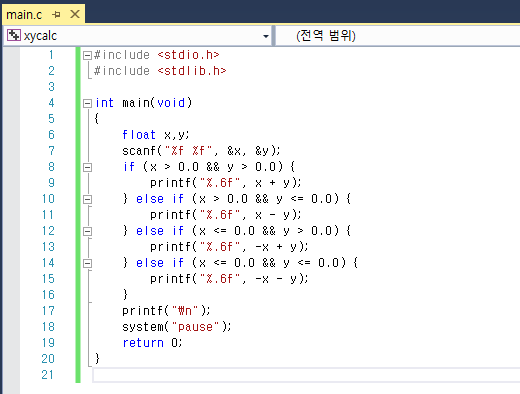 main.c
xycalc (전역 범위)
1 #include <stdio.h>
2 #include <stdlib.h>
3
4 int main(void)
5 {
6 float x,y;
7 scanf("%f %f", &x, &y);
8 if (x > 0.0 && y > 0.0) {
9 printf("%.6f", x + y);
10 } else if (x > 0.0 && y <= 0.0) {
11 printf("%.6f", x - y);
12 } else if (x <= 0.0 && y > 0.0) {
13 printf("%.6f", -x + y);
14 } else if (x <= 0.0 && y <= 0.0) {
15 printf("%.6f", -x - y);
16 }
17 printf("₩n");
18 system("pause");
19 return 0;
20 }
21